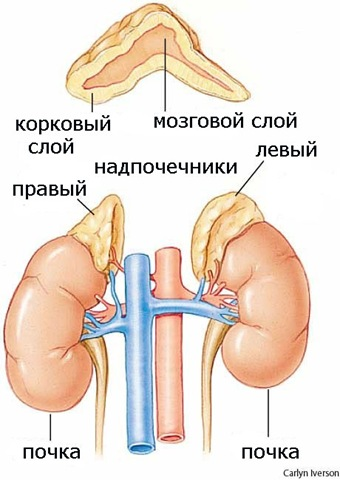 корковый
слой
мозговой слой
надпочечники
правый
левый
почка
почка
Carlyn Iverson